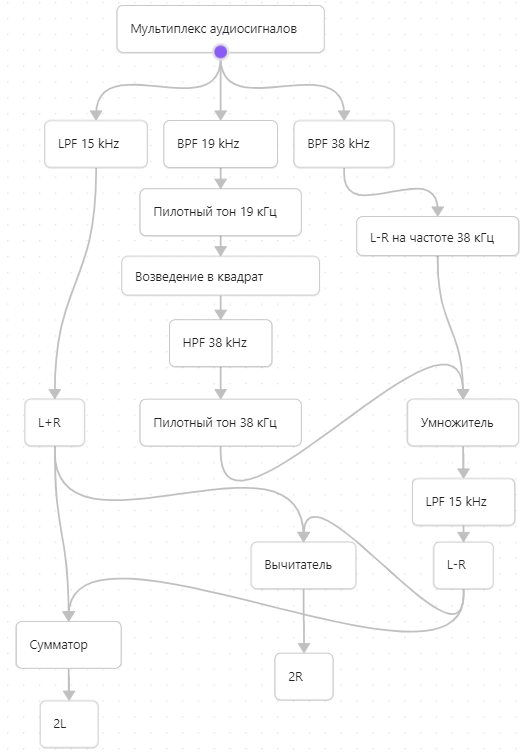 Мультиплекс аудиосигналов
LPF 15 kHz
BPF 19 kHz
BPF 38 kHz
Пилотный тон 19 кГц
L-R на частоте 38 кГц
Возведение в квадрат
HPF 38 kHz
L+R
Пилотный тон 38 кГц
Умножитель
LPF 15 kHz
Вычитатель
L-R
Сумматор
2R
2L